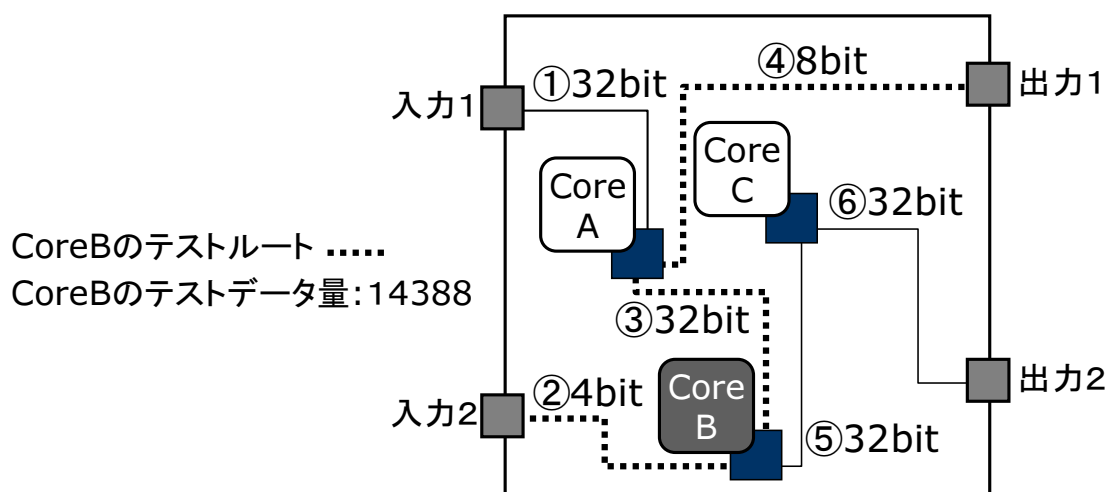 ④8bit
①32bit
入力1
出力1
Core
C
Core
A
⑥32bit
CoreBのテストルート
CoreBのテストデータ量:14388
③32bit
Core
B
②4bit
入力2
出力2
⑤32bit